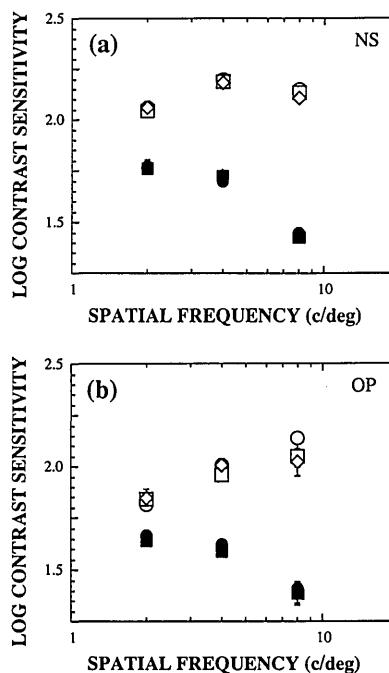 (a)
NS
LOG CONTRAST SENSITIVITY
2.5
2.0
1.5
1
10
SPATIAL FREQUENCY (c/deg)
(b)
OP
LOG CONTRAST SENSITIVITY
2.5
2.0
1.5
1
10
SPATIAL FREQUENCY (c/deg)